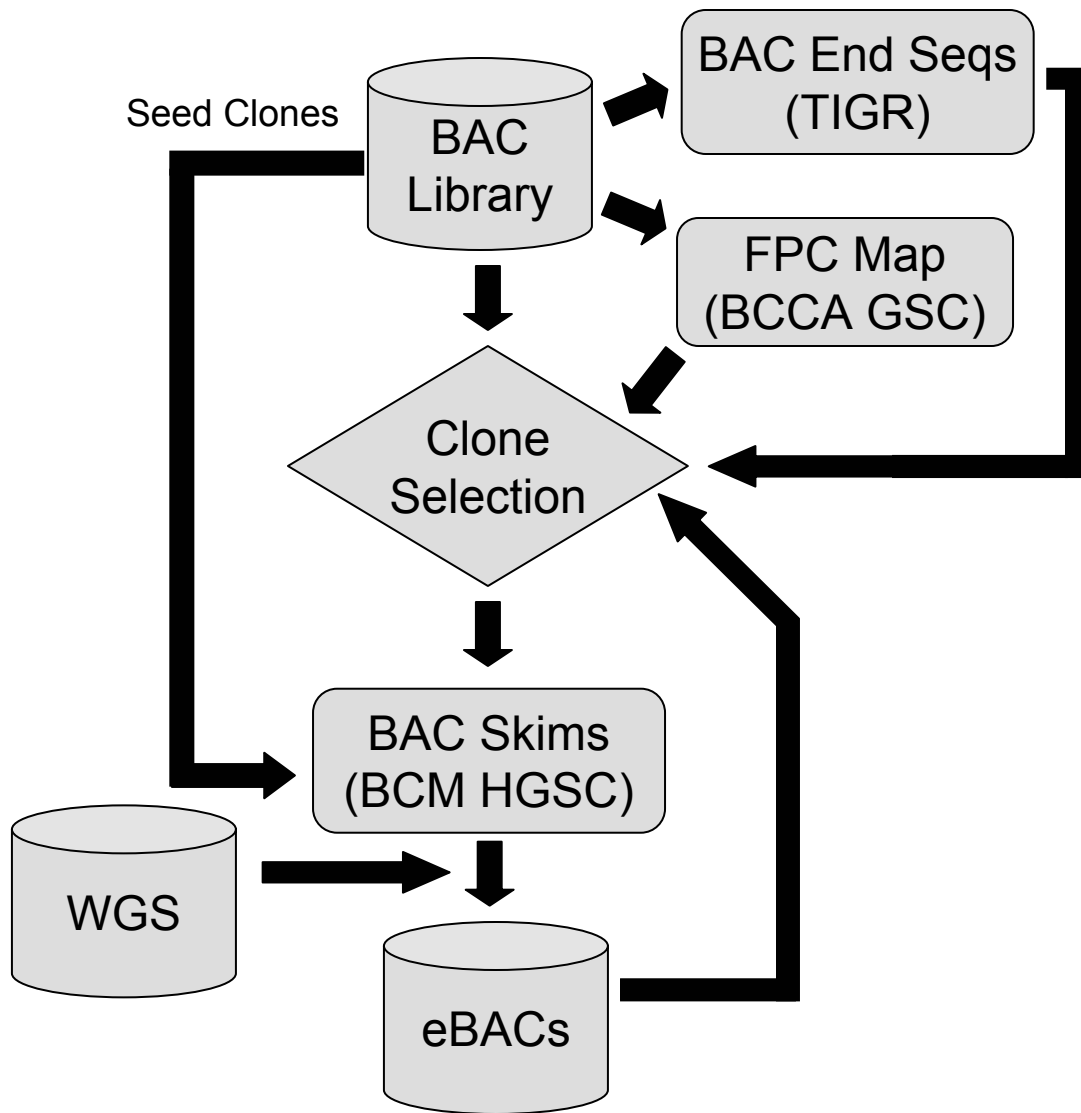 BAC End Seqs
(TIGR)
Seed Clones
BAC
Library
FPC Map
(BCCA GSC)
Clone
Selection
BAC Skims
(BCM HGSC)
WGS
eBACs